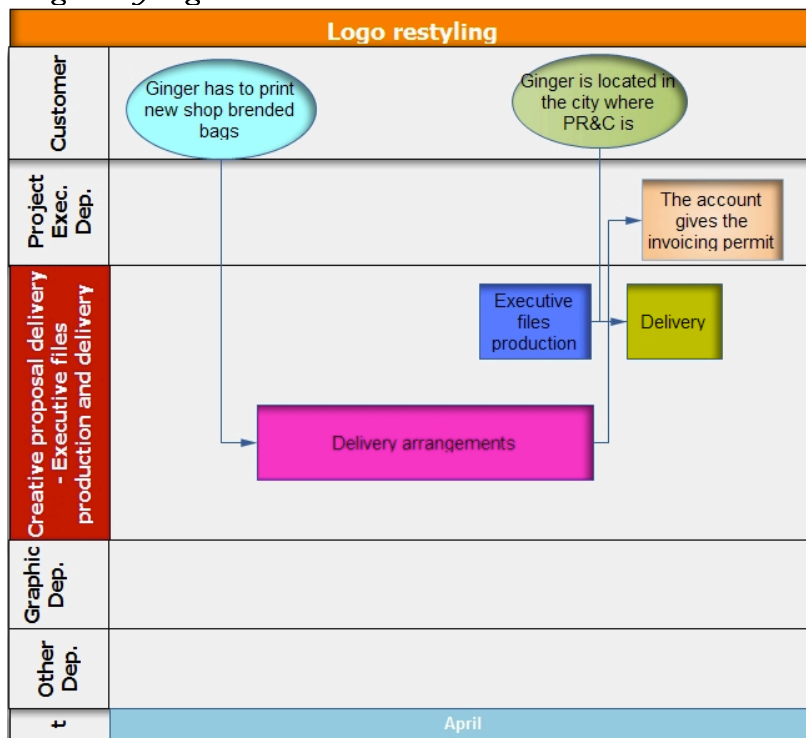 Logo restyling
Customer
Ginger has to print
new shop brended
bags
Ginger is located in
the city where
PR&C is
Project
Exec.
Dep.
The account
gives the
invoicing permit
Creative proposal delivery
- Executive files
production and delivery
Executive
files
production
Delivery
Delivery arrangements
Graphic
Dep.
Other
Dep.
t
April